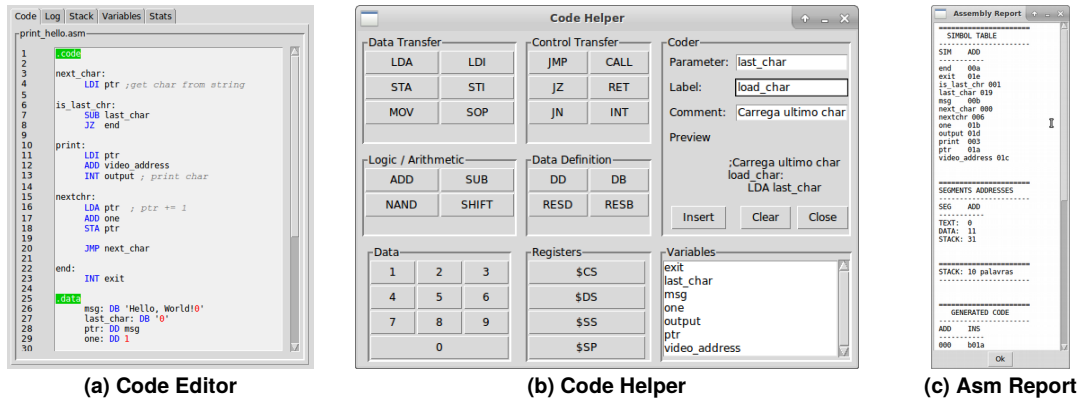 Code Log Stack Variables Stats
print_hello.asm
1 .code
2
3 next_char:
4 LDI ptr ;get char from string
5
6 is_last_chr:
7 SUB last_char
8 JZ end
9
10 print:
11 LDI ptr
12 ADD video_address
13 INT output ; print char
14
15 nextchr:
16 LDA ptr ; ptr += 1
17 ADD one
18 STA ptr
19
20 JMP next_char
21
22 end:
23 INT exit
24
25 .data
26 msg: DB 'Hello, World!0'
27 last_char: DB '0'
28 ptr: DD msg
29 one: DD 1
30
(a) Code Editor
Code Helper
Data Transfer
LDA LDI
STA STI
MOV SOP
Control Transfer
JMP CALL
JZ RET
JN INT
Coder
Parameter: last_char
Label: load_char
Comment: Carrega ultimo char
Preview
;Carrega ultimo char
load_char:
LDA last_char
Insert Clear Close
Logic / Arithmetic
ADD SUB
NAND SHIFT
Data Definition
DD DB
RESD RESB
Data
1 2 3
4 5 6
7 8 9
0
Registers
$CS
$DS
$SS
$SP
Variables
exit
last_char
msg
one
output
ptr
video_address
(b) Code Helper
Assembly Report
=======================
SIMBOL TABLE
-----------------------
SIM ADD
-----------
end 00a
exit 01e
is_last_chr 001
last_char 019
msg 00b
next_char 000
nextchr 006
one 01b
output 01d
print 003
ptr 01a
video_address 01c
=======================
SEGMENTS ADDRESSES
-----------------------
SEG ADD
-----------
TEXT: 0
DATA: 11
STACK: 31
=======================
STACK: 10 palavras
-----------------------
=======================
GENERATED CODE
-----------------------
ADD INS
-----------
000 b01a
Ok
(c) Asm Report